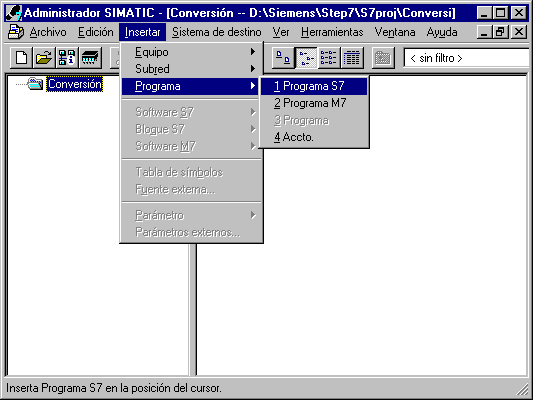 Administrador SIMATIC - [Conversión -- D:\Siemens\Step7\S7proj\Conversi]
Archivo Edición Insertar Sistema de destino Ver Herramientas Ventana Ayuda
Equipo
Subred
Programa
Software S7
Bloque S7
Software M7
Tabla de símbolos
Fuente externa...
Parámetro
Parámetros externos...
1 Programa S7
2 Programa M7
3 Programa
4 Accto.
< sin filtro >
Conversión
Inserta Programa S7 en la posición del cursor.